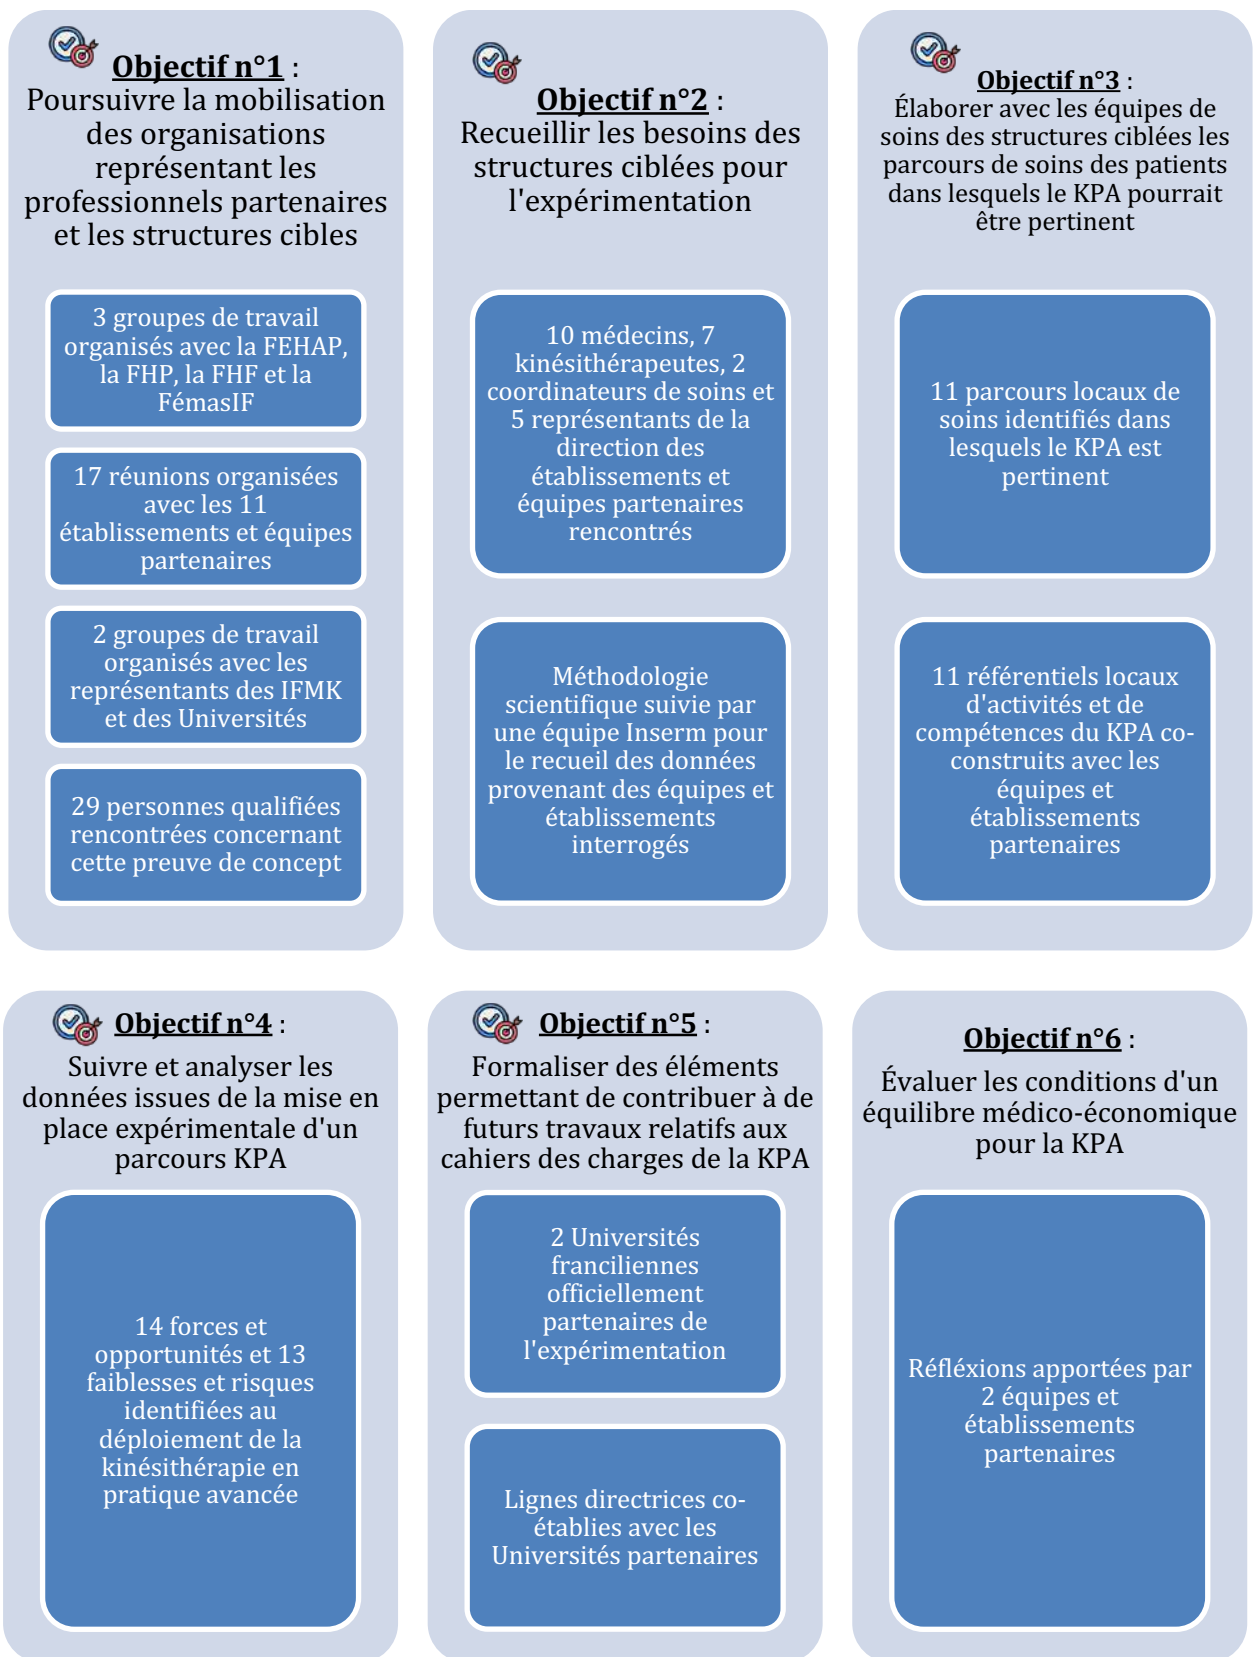 Objectif n°1 :
Poursuivre la mobilisation
des organisations
représentant les
professionnels partenaires
et les structures cibles
3 groupes de travail
organisés avec la FEHAP,
la FHP, la FHF et la
FémasIF
17 réunions organisées
avec les 11
établissements et équipes
partenaires
2 groupes de travail
organisés avec les
représentants des IFMK
et des Universités
29 personnes qualifiées
rencontrées concernant
cette preuve de concept
Objectif n°2 :
Recueillir les besoins des
structures ciblées pour
l'expérimentation
10 médecins, 7
kinésithérapeutes, 2
coordinateurs de soins et
5 représentants de la
direction des
établissements et
équipes partenaires
rencontrés
Méthodologie
scientifique suivie par
une équipe Inserm pour
le recueil des données
provenant des équipes et
établissements
interrogés
Objectif n°3 :
Élaborer avec les équipes de
soins des structures ciblées les
parcours de soins des patients
dans lesquels le KPA pourrait
être pertinent
11 parcours locaux de
soins identifiés dans
lesquels le KPA est
pertinent
11 référentiels locaux
d'activités et de
compétences du KPA co-
construits avec les
équipes et
établissements
partenaires
Objectif n°4 :
Suivre et analyser les
données issues de la mise en
place expérimentale d'un
parcours KPA
14 forces et
opportunités et 13
faiblesses et risques
identifiées au
déploiement de la
kinésithérapie en
pratique avancée
Objectif n°5 :
Formaliser des éléments
permettant de contribuer à de
futurs travaux relatifs aux
cahiers des charges de la KPA
2 Universités
franciliennes
officiellement
partenaires de
l'expérimentation
Lignes directrices co-
établies avec les
Universités partenaires
Objectif n°6 :
Évaluer les conditions d'un
équilibre médico-économique
pour la KPA
Réfléxions apportées par
2 équipes et
établissements
partenaires